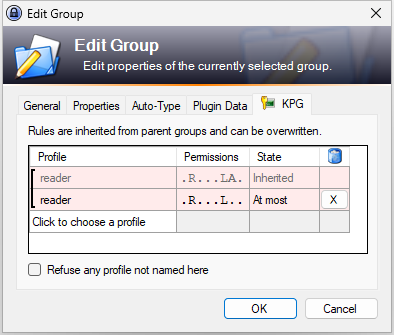 Edit Group
Edit Group
Edit properties of the currently selected group.
General Properties Auto-Type Plugin Data KPG
Rules are inherited from parent groups and can be overwritten.
Profile Permissions State
reader .R...LA. Inherited
reader .R...L.. At most X
Click to choose a profile
Refuse any profile not named here
OK Cancel